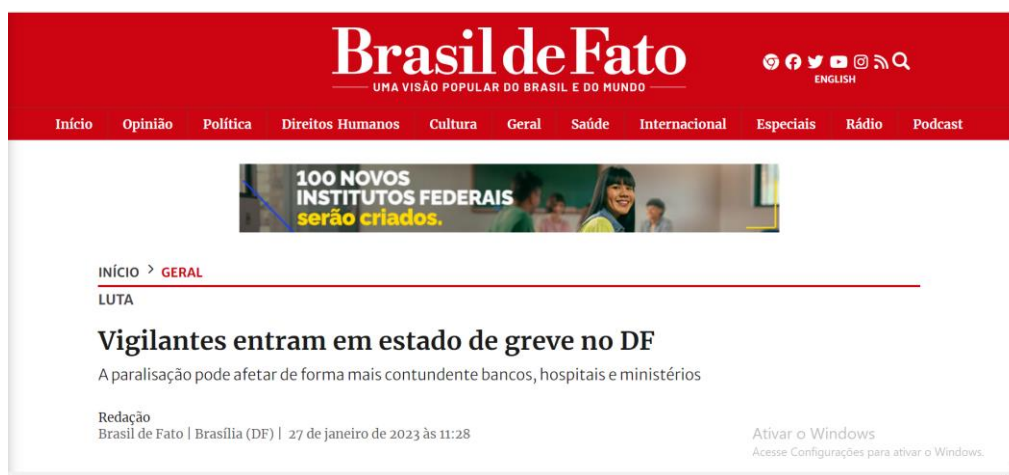 Brasil de Fato
UMA VISÃO POPULAR DO BRASIL E DO MUNDO
ENGLISH
Início Opinião Política Direitos Humanos Cultura Geral Saúde Internacional Especiais Rádio Podcast
100 NOVOS
INSTITUTOS FEDERAIS
serão criados.
INÍCIO > GERAL
LUTA
Vigilantes entram em estado de greve no DF
A paralisação pode afetar de forma mais contundente bancos, hospitais e ministérios
Redação
Brasil de Fato | Brasília (DF) | 27 de janeiro de 2023 às 11:28
Ativar o Windows
Acesse Configurações para ativar o Windows.